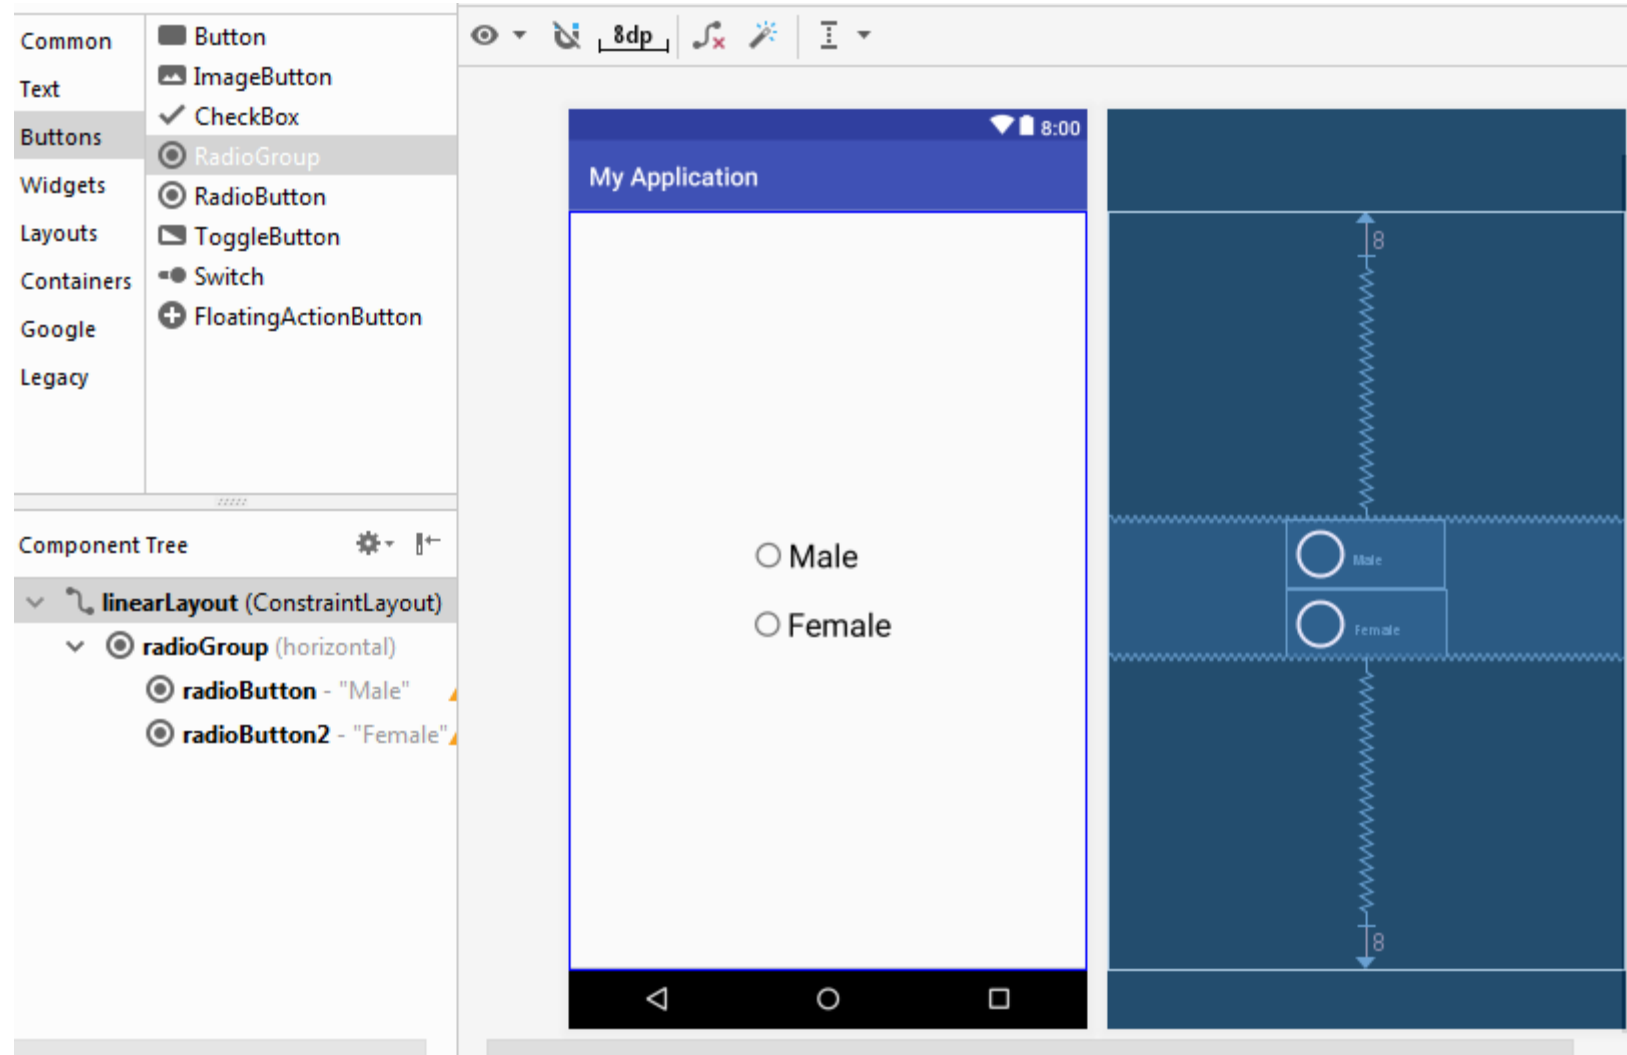 Common
Text
Buttons
Widgets
Layouts
Containers
Google
Legacy
Button
ImageButton
CheckBox
RadioGroup
RadioButton
ToggleButton
Switch
FloatingActionButton
Component Tree
linearLayout (ConstraintLayout)
radioGroup (horizontal)
radioButton - "Male"
radioButton2 - "Female"
8dp
8:00
My Application
Male
Female
8
Male
Female
8